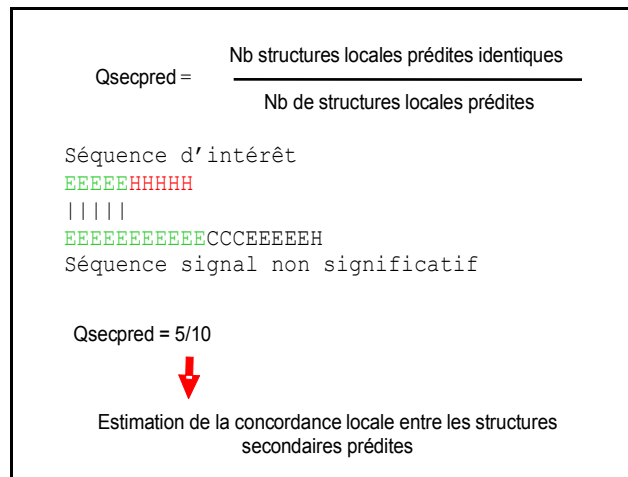 Nb structures locales prédites identiques
Qsecpred =
Nb de structures locales prédites
Séquence d'intérêt
EEEEEHHHHH
|||||
EEEEEEEEEEECCCEEEEEH
Séquence signal non significatif
Qsecpred = 5/10
Estimation de la concordance locale entre les structures
secondaires prédites